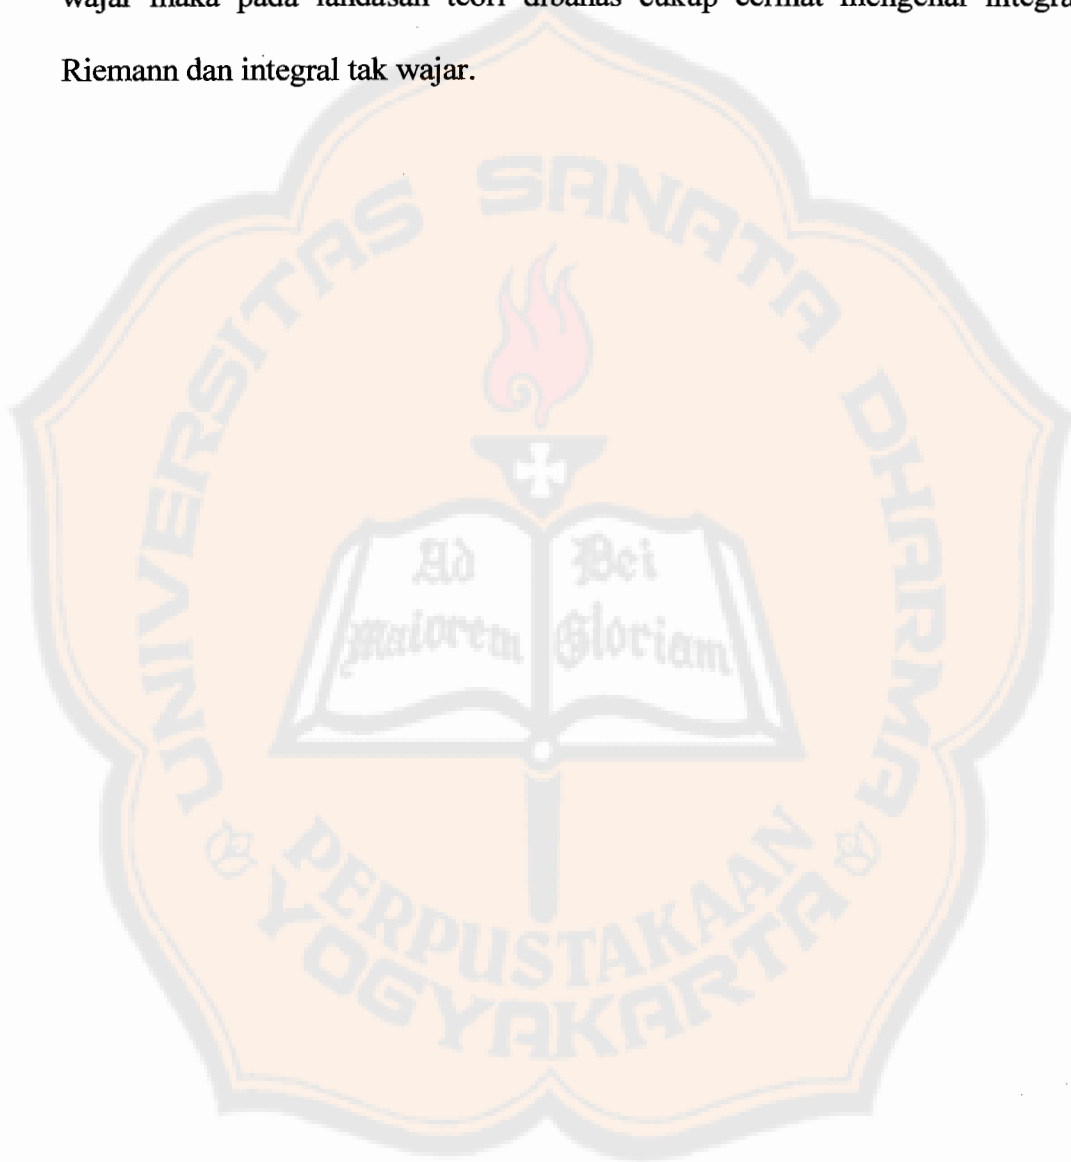 wajar maka pada landasan teori dibahas cukup cermat mengenai integral
Riemann dan integral tak wajar.
UNIVERSITAS SANATA DHARMA
Ad Dei
maiorem Gloriam
PERPUSTAKAAN
YOGYAKARTA